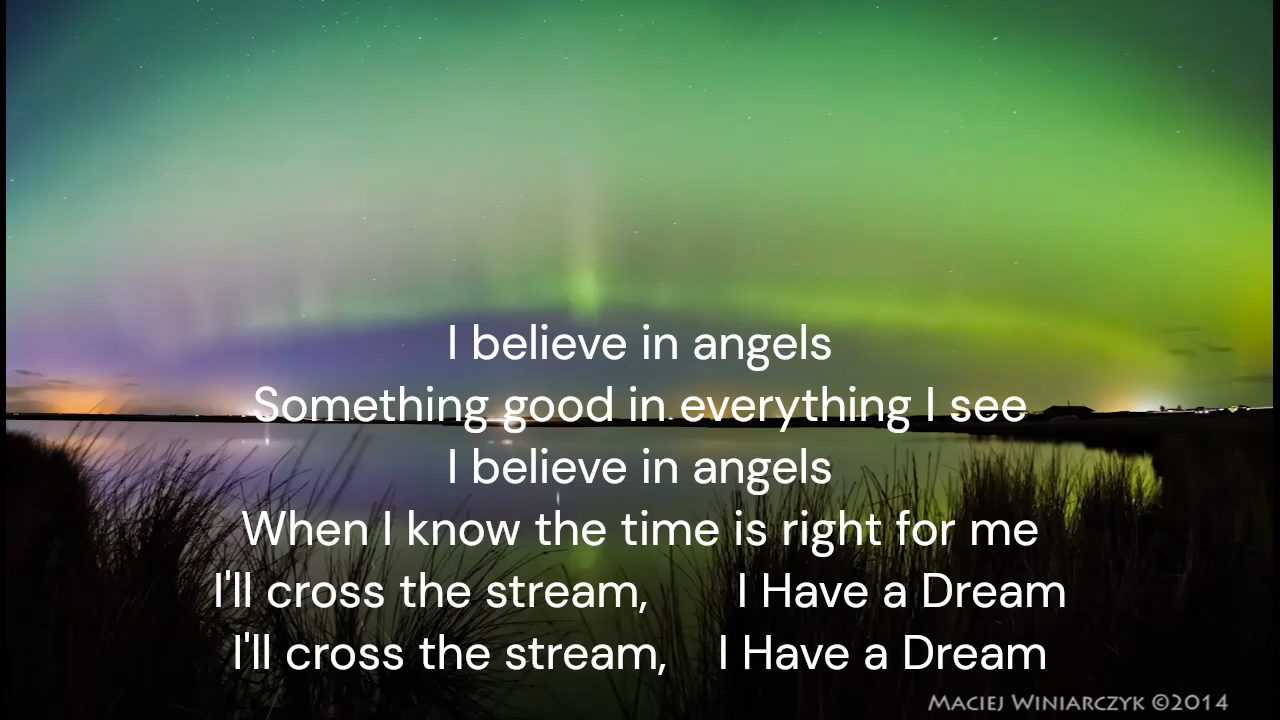 I believe in angels
Something good in everything I see
I believe in angels
When I know the time is right for me
I'll cross the stream, I Have a Dream
I'll cross the stream, I Have a Dream
MACIEJ WINIARCZYK ©2014